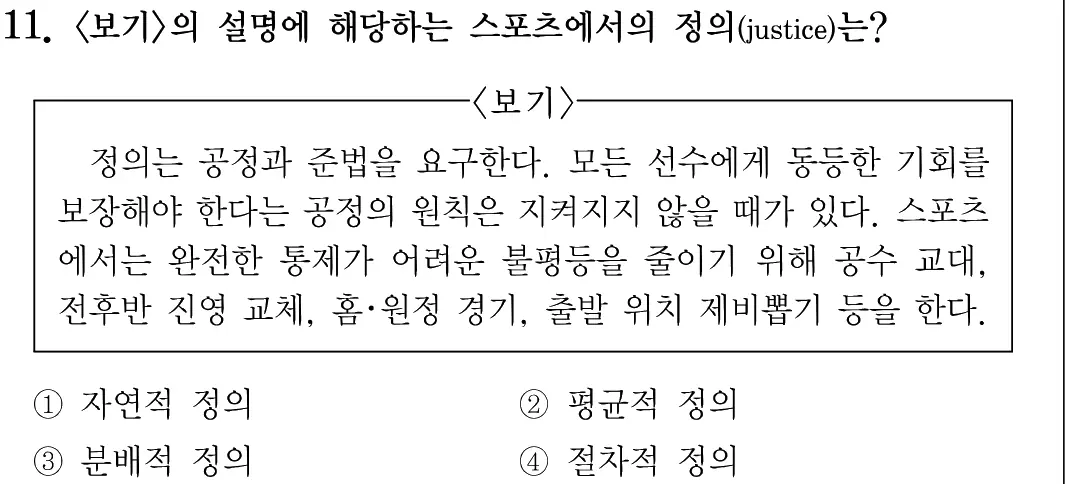 11. 〈보기〉의 설명에 해당하는 스포츠에서의 정의(justice)는?
〈보기〉
정의는 공정과 준법을 요구한다. 모든 선수에게 동등한 기회를
보장해야 한다는 공정의 원칙은 지켜지지 않을 때가 있다. 스포츠
에서는 완전한 통제가 어려운 불평등을 줄이기 위해 공수 교대,
전후반 진영 교체, 홈·원정 경기, 출발 위치 제비뽑기 등을 한다.
① 자연적 정의 ② 평균적 정의
③ 분배적 정의 ④ 절차적 정의